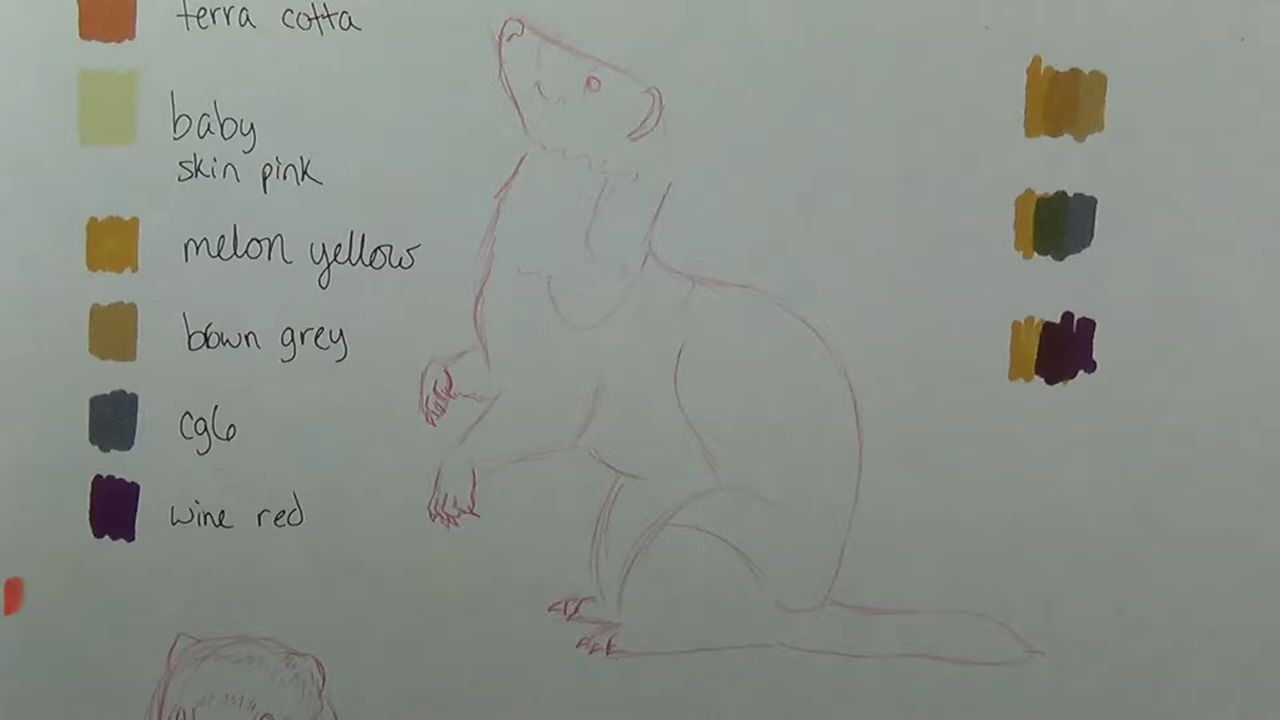 terra cotta
baby
skin pink
melon yellow
bown grey
cg6
wine red